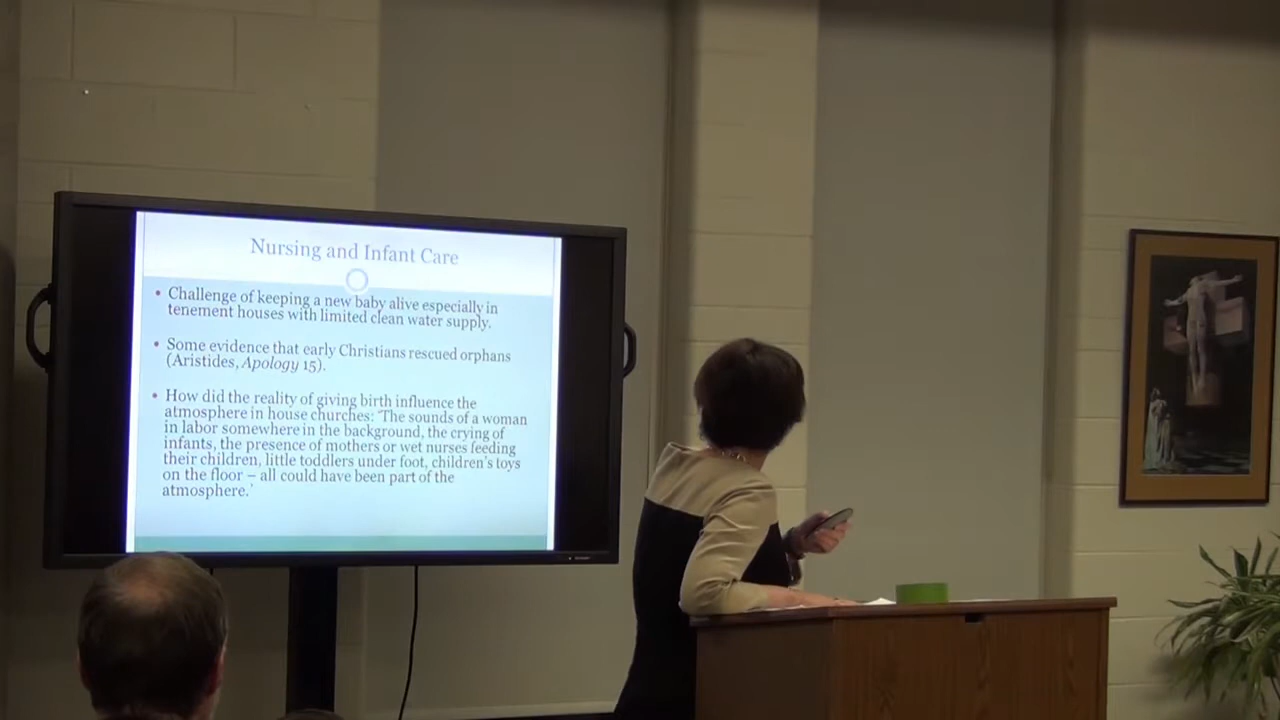 Nursing and Infant Care
• Challenge of keeping a new baby alive especially in
tenement houses with limited clean water supply.
• Some evidence that early Christians rescued orphans
(Aristides, Apology 15).
• How did the reality of giving birth influence the
atmosphere in house churches: 'The sounds of a woman
in labor somewhere in the background, the crying of
infants, the presence of mothers or wet nurses feeding
their children, little toddlers under foot, children's toys
on the floor – all could have been part of the
atmosphere.'